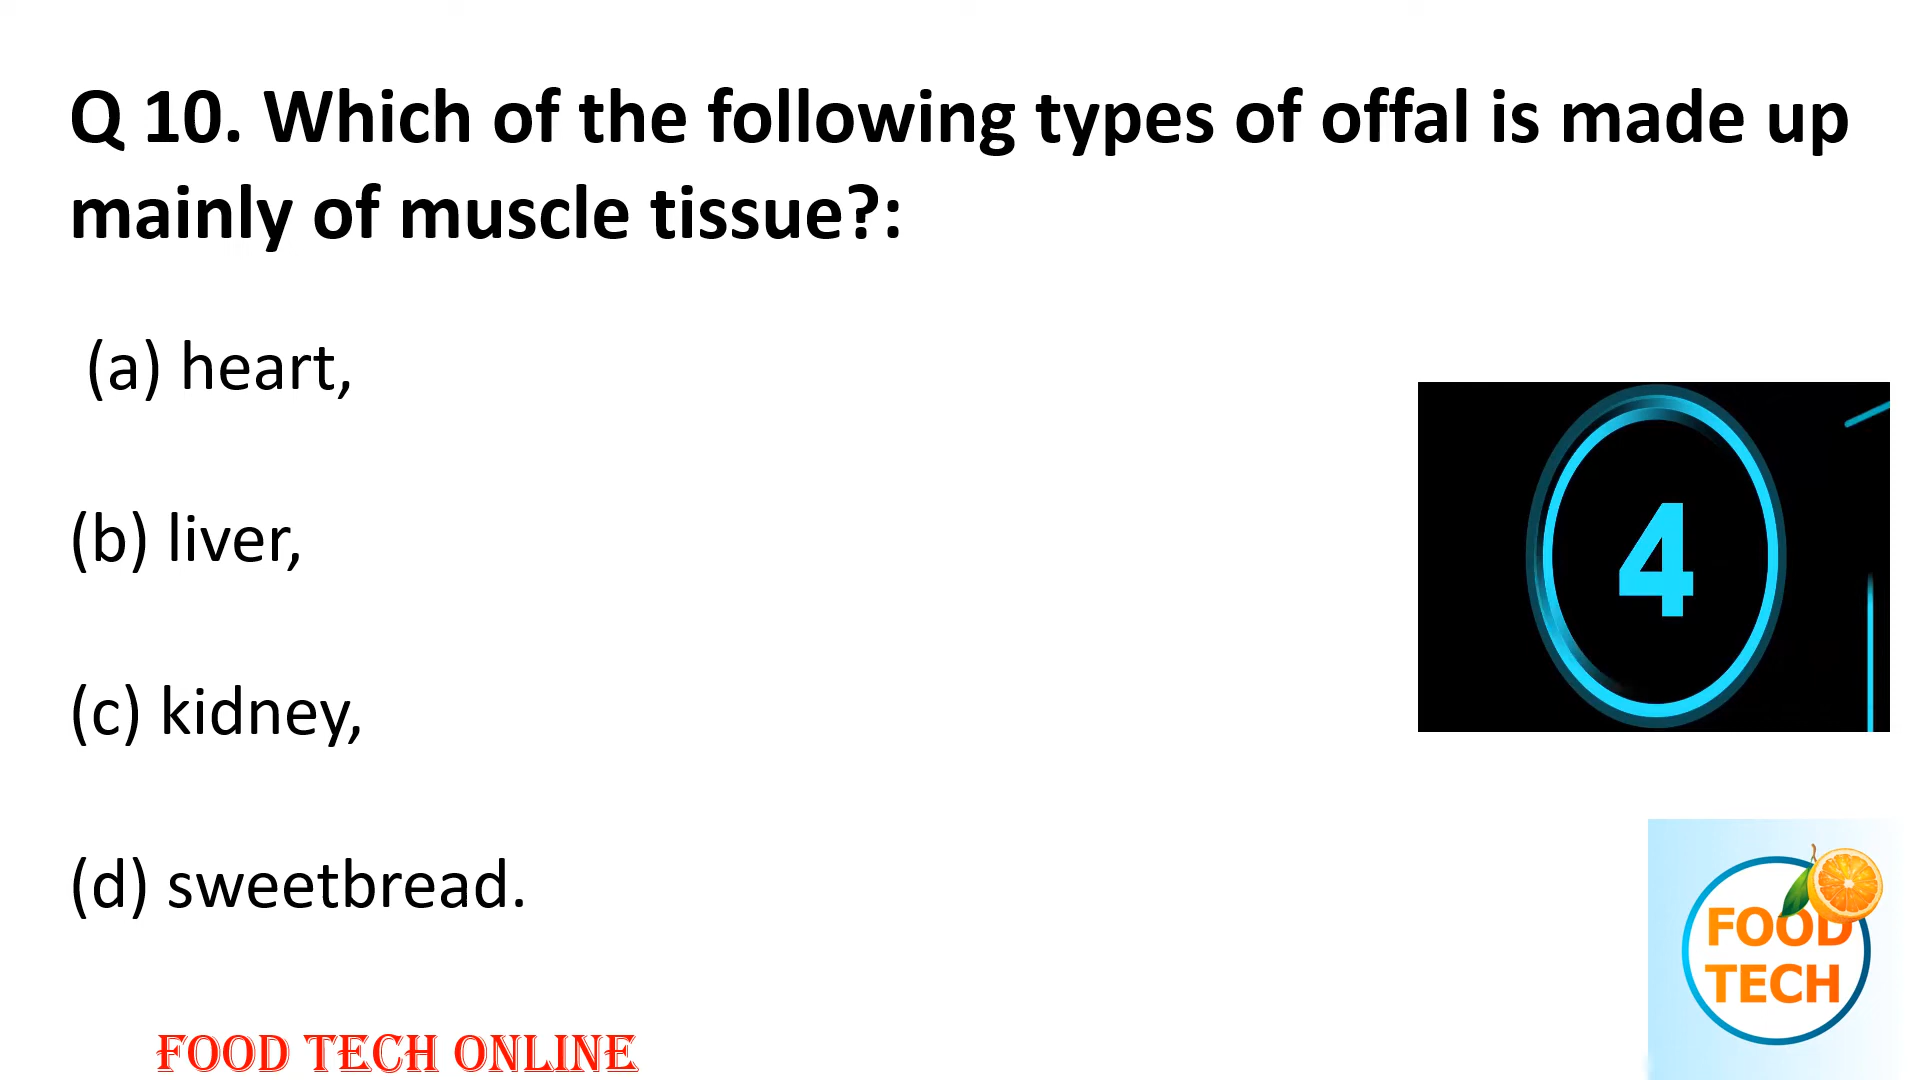 Q 10. Which of the following types of offal is made up
mainly of muscle tissue?:
(a) heart,
(b) liver,
(c) kidney,
(d) sweetbread.
4
FOOD
TECH
FOOD TECH ONLINE